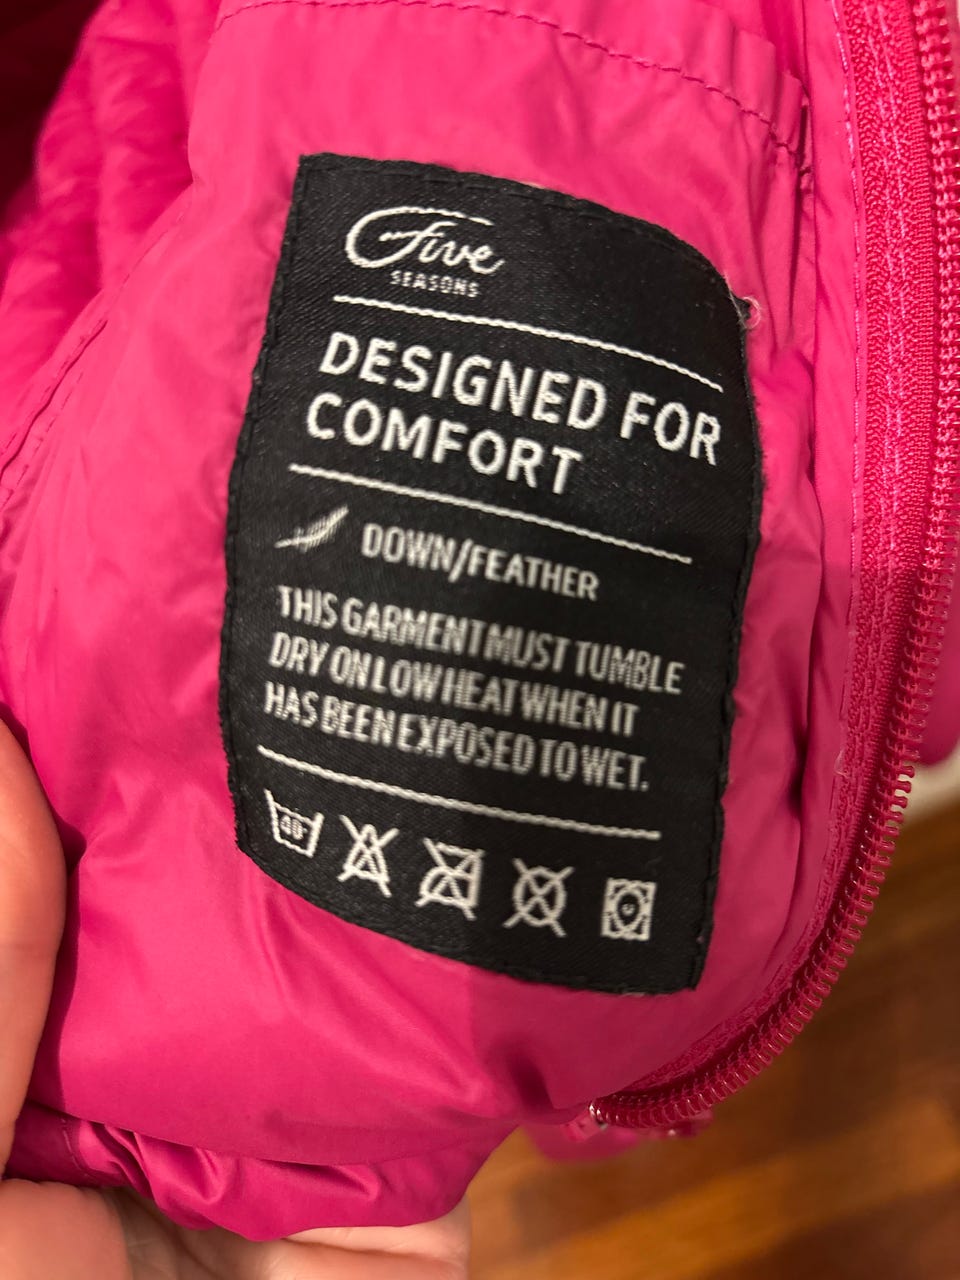 Five
SEASONS
DESIGNED FOR
COMFORT
DOWN/FEATHER
THIS GARMENT MUST TUMBLE
DRY ON LOW HEAT WHEN IT
HAS BEEN EXPOSED TO WET.
40